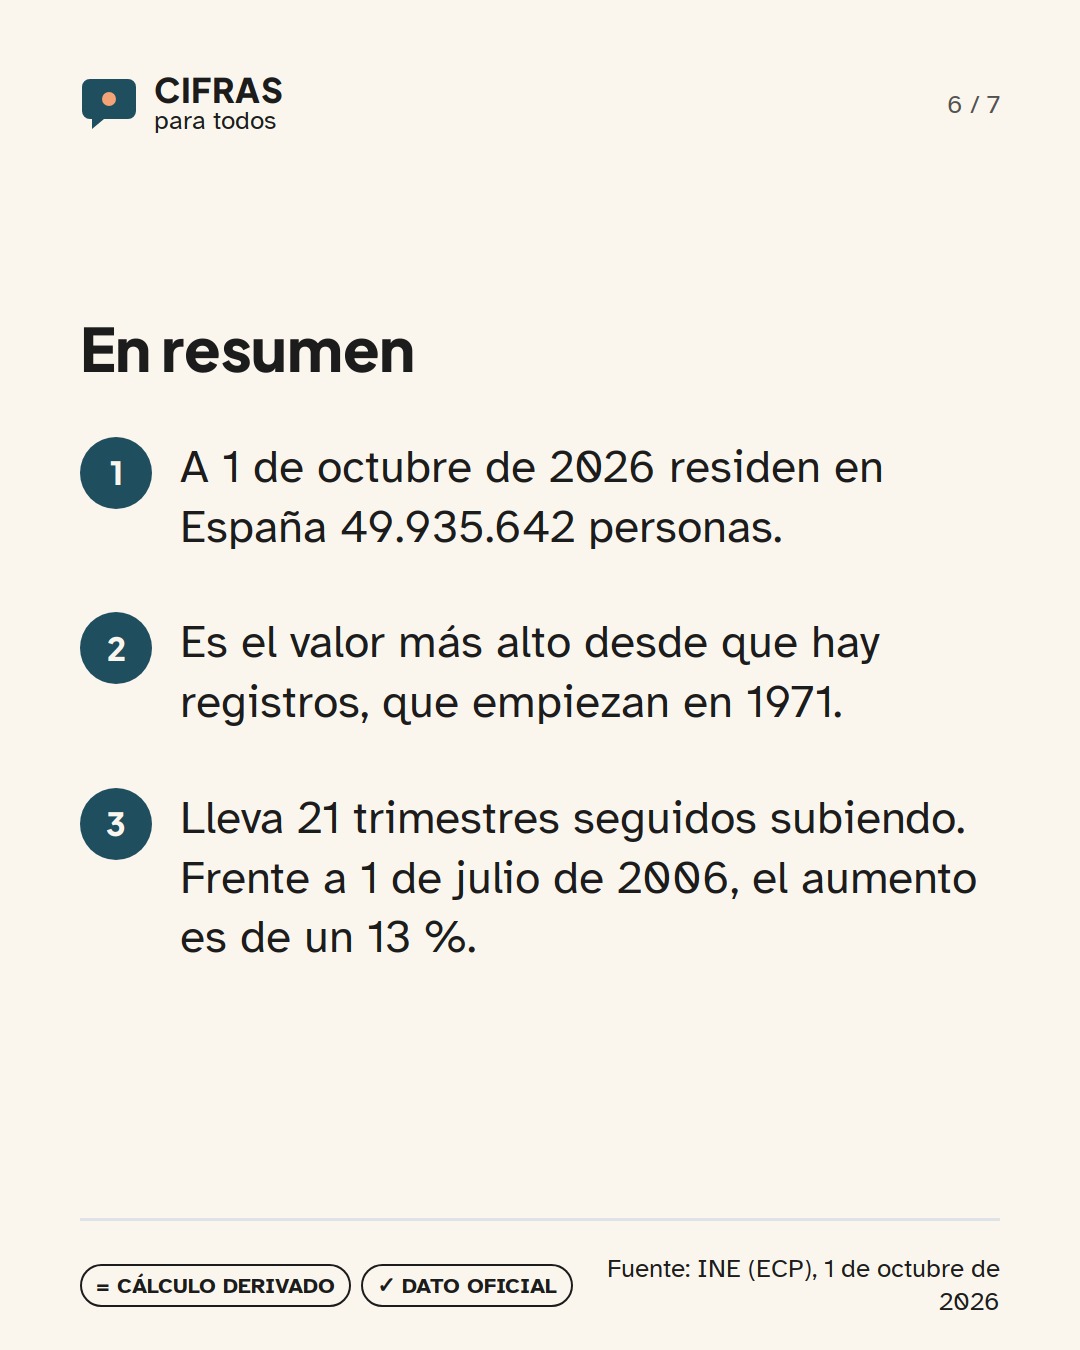 CIFRAS
para todos
6 / 7
En resumen
1
A 1 de octubre de 2026 residen en
España 49.935.642 personas.
2
Es el valor más alto desde que hay
registros, que empiezan en 1971.
3
Lleva 21 trimestres seguidos subiendo.
Frente a 1 de julio de 2006, el aumento
es de un 13 %.
= CÁLCULO DERIVADO
✓ DATO OFICIAL
Fuente: INE (ECP), 1 de octubre de
2026